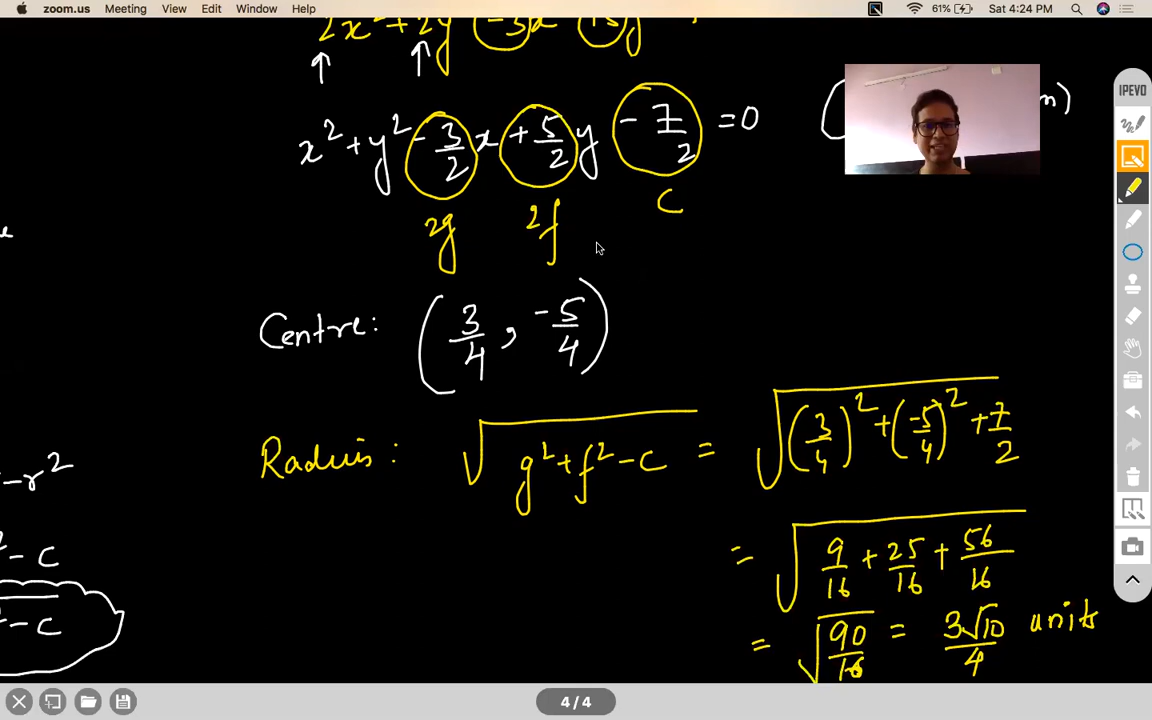 zoom.us Meeting View Edit Window Help 61% Sat 4:24 PM
x² + y² - 3/2 x + 5/2 y - 7/2 = 0
2g 2f c
Centre: (3/4, -5/4)
Radius: √(g² + f² - c) = √((3/4)² + (-5/4)² + 7/2)
= √(9/16 + 25/16 + 56/16)
= √(90/16) = 3√10/4 units
- r²
- c
- c
IPEVO
4 / 4